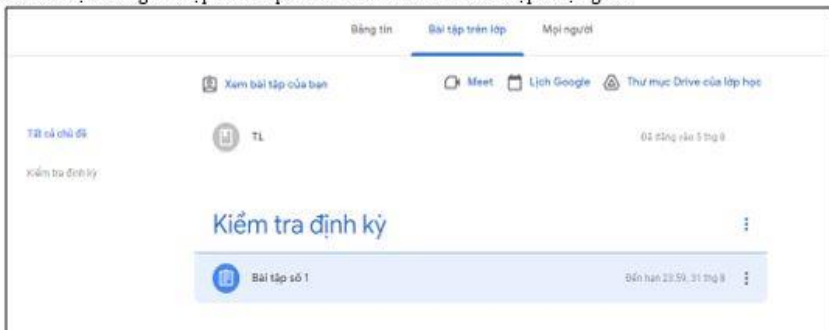 Bảng tin Bài tập trên lớp Mọi người
Xem bài tập của bạn Meet Lịch Google Thư mục Drive của lớp học
Tất cả chủ đề TL Đã đăng vào 5 thg 8
Kiểm tra định kỳ
Kiểm tra định kỳ
Bài tập số 1 Đến hạn 23:59, 31 thg 8